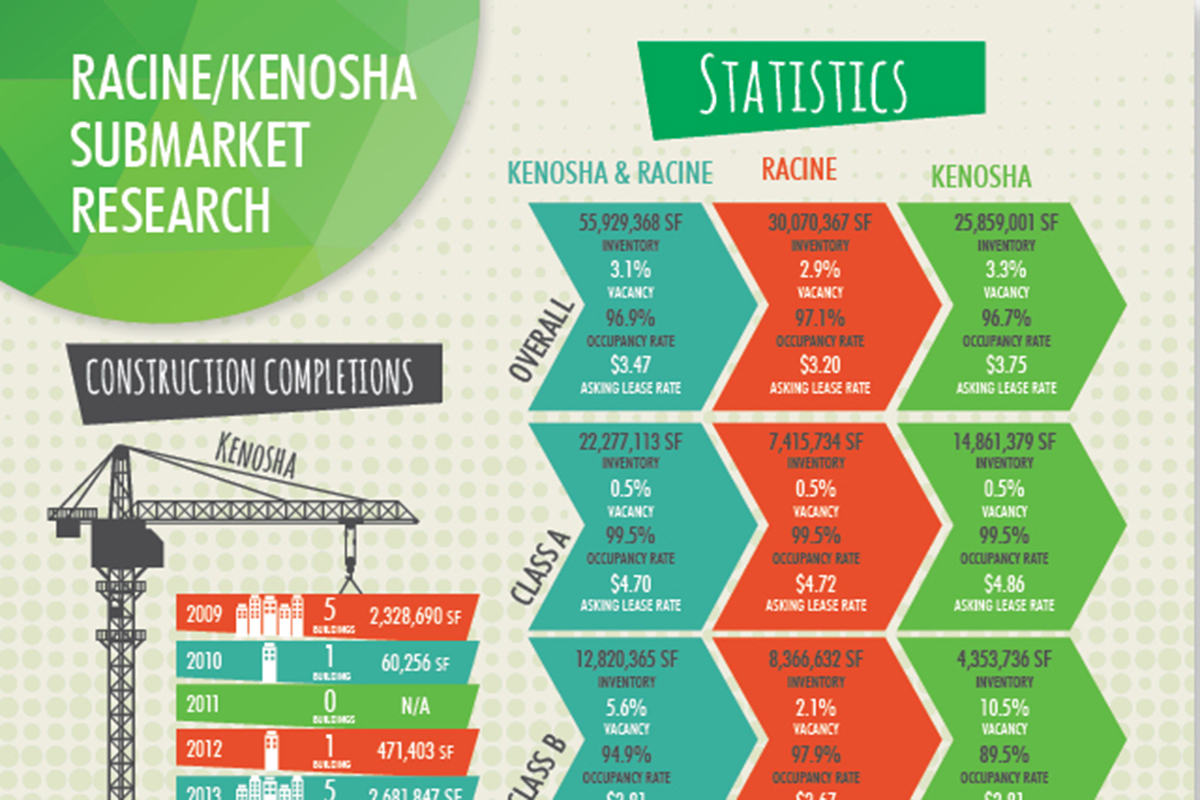 RACINE/KENOSHA
SUBMARKET
RESEARCH
STATISTICS
KENOSHA & RACINE
RACINE
KENOSHA
OVERALL
55,929,368 SF
INVENTORY
3.1%
VACANCY
96.9%
OCCUPANCY RATE
$3.47
ASKING LEASE RATE
30,070,367 SF
INVENTORY
2.9%
VACANCY
97.1%
OCCUPANCY RATE
$3.20
ASKING LEASE RATE
25,859,001 SF
INVENTORY
3.3%
VACANCY
96.7%
OCCUPANCY RATE
$3.75
ASKING LEASE RATE
CLASS A
22,277,113 SF
INVENTORY
0.5%
VACANCY
99.5%
OCCUPANCY RATE
$4.70
ASKING LEASE RATE
7,415,734 SF
INVENTORY
0.5%
VACANCY
99.5%
OCCUPANCY RATE
$4.72
ASKING LEASE RATE
14,861,379 SF
INVENTORY
0.5%
VACANCY
99.5%
OCCUPANCY RATE
$4.86
ASKING LEASE RATE
CLASS B
12,820,365 SF
INVENTORY
5.6%
VACANCY
94.9%
OCCUPANCY RATE
8,366,632 SF
INVENTORY
2.1%
VACANCY
97.9%
OCCUPANCY RATE
4,353,736 SF
INVENTORY
10.5%
VACANCY
89.5%
OCCUPANCY RATE
CONSTRUCTION COMPLETIONS
KENOSHA
2009 5 BUILDINGS 2,328,690 SF
2010 1 BUILDING 60,256 SF
2011 0 BUILDINGS N/A
2012 1 BUILDING 471,403 SF
2013 5 2,681,847 SF